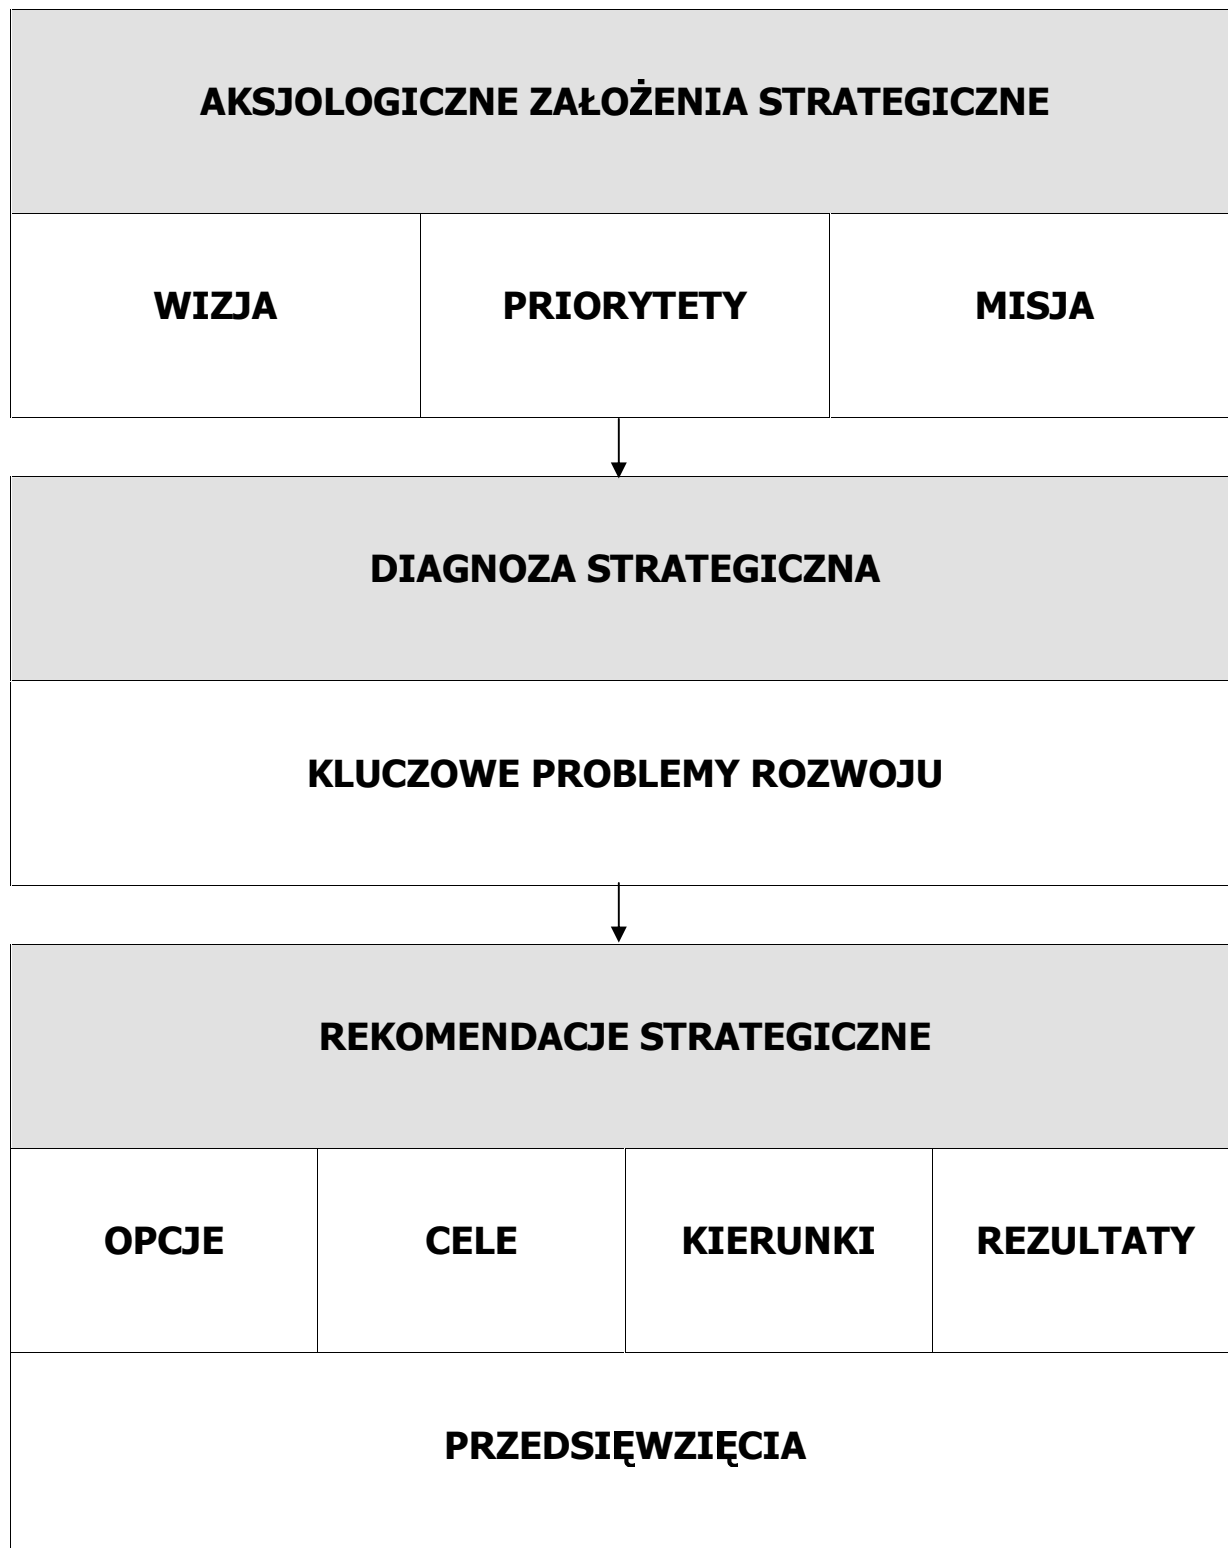 AKSJOLOGICZNE ZAŁOŻENIA STRATEGICZNE
WIZJA
PRIORYTETY
MISJA
DIAGNOZA STRATEGICZNA
KLUCZOWE PROBLEMY ROZWOJU
REKOMENDACJE STRATEGICZNE
OPCJE
CELE
KIERUNKI
REZULTATY
PRZEDSIĘWZIĘCIA